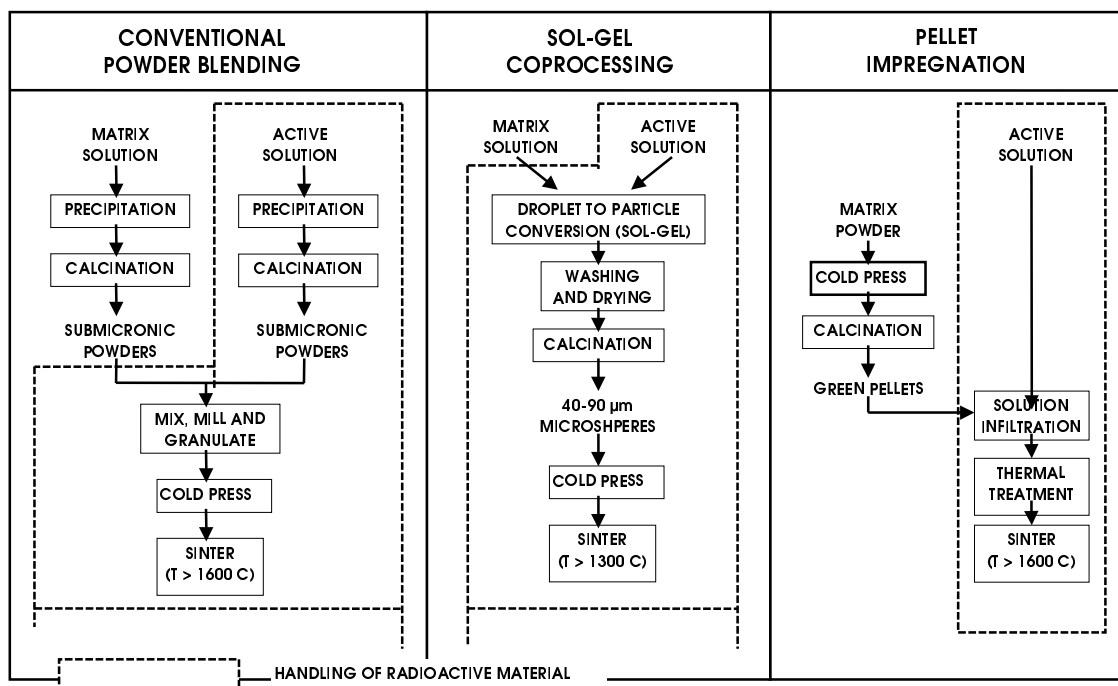 CONVENTIONAL
POWDER BLENDING
MATRIX
SOLUTION
PRECIPITATION
CALCINATION
SUBMICRONIC
POWDERS
ACTIVE
SOLUTION
PRECIPITATION
CALCINATION
SUBMICRONIC
POWDERS
MIX, MILL AND
GRANULATE
COLD PRESS
SINTER
(T > 1600 C)
SOL-GEL
COPROCESSING
MATRIX
SOLUTION
ACTIVE
SOLUTION
DROPLET TO PARTICLE
CONVERSION (SOL-GEL)
WASHING
AND DRYING
CALCINATION
40-90 µm
MICROSHPERES
COLD PRESS
SINTER
(T > 1300 C)
PELLET
IMPREGNATION
MATRIX
POWDER
COLD PRESS
CALCINATION
GREEN PELLETS
ACTIVE
SOLUTION
SOLUTION
INFILTRATION
THERMAL
TREATMENT
SINTER
(T > 1600 C)
HANDLING OF RADIOACTIVE MATERIAL